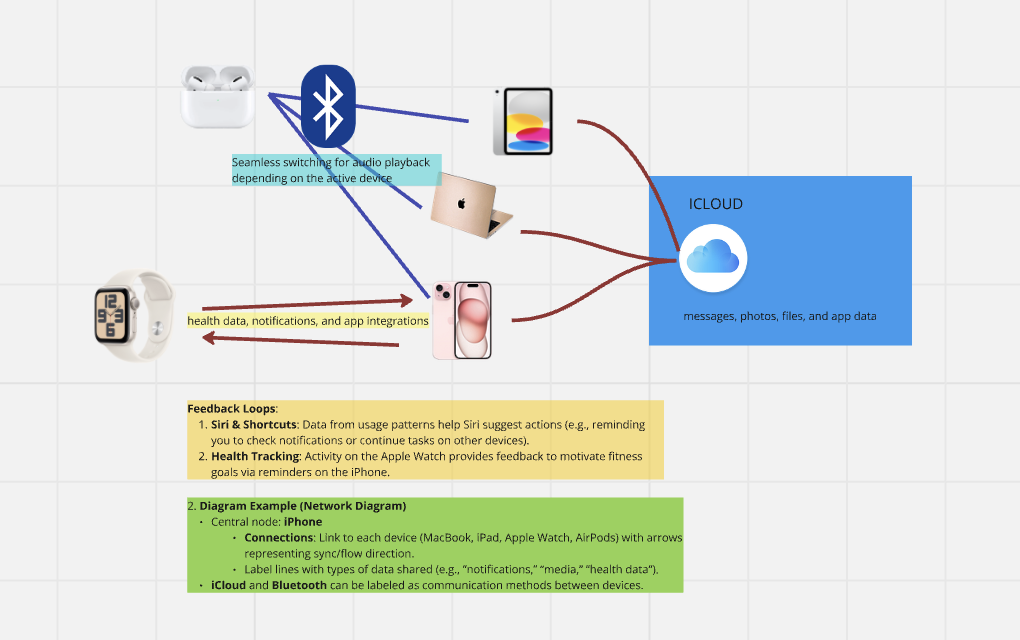 Seamless switching for audio playback
depending on the active device
ICLOUD
messages, photos, files, and app data
health data, notifications, and app integrations
Feedback Loops:
1. Siri & Shortcuts: Data from usage patterns help Siri suggest actions (e.g., reminding
you to check notifications or continue tasks on other devices).
2. Health Tracking: Activity on the Apple Watch provides feedback to motivate fitness
goals via reminders on the iPhone.
2. Diagram Example (Network Diagram)
• Central node: iPhone
• Connections: Link to each device (MacBook, iPad, Apple Watch, AirPods) with arrows
representing sync/flow direction.
• Label lines with types of data shared (e.g., “notifications,” “media,” “health data”).
• iCloud and Bluetooth can be labeled as communication methods between devices.